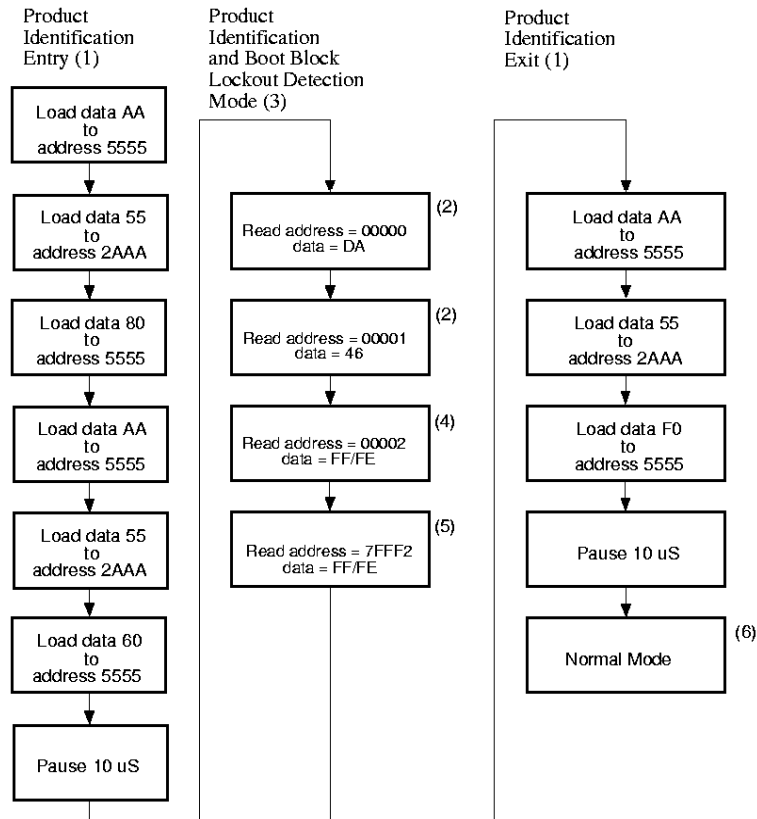 Product
Identification
Entry (1)
Load data AA
to
address 5555
Load data 55
to
address 2AAA
Load data 80
to
address 5555
Load data AA
to
address 5555
Load data 55
to
address 2AAA
Load data 60
to
address 5555
Pause 10 uS
Product
Identification
and Boot Block
Lockout Detection
Mode (3)
(2)
Read address = 00000
data = DA
(2)
Read address = 00001
data = 46
(4)
Read address = 00002
data = FF/FE
(5)
Read address = 7FFF2
data = FF/FE
Product
Identification
Exit (1)
Load data AA
to
address 5555
Load data 55
to
address 2AAA
Load data F0
to
address 5555
Pause 10 uS
(6)
Normal Mode